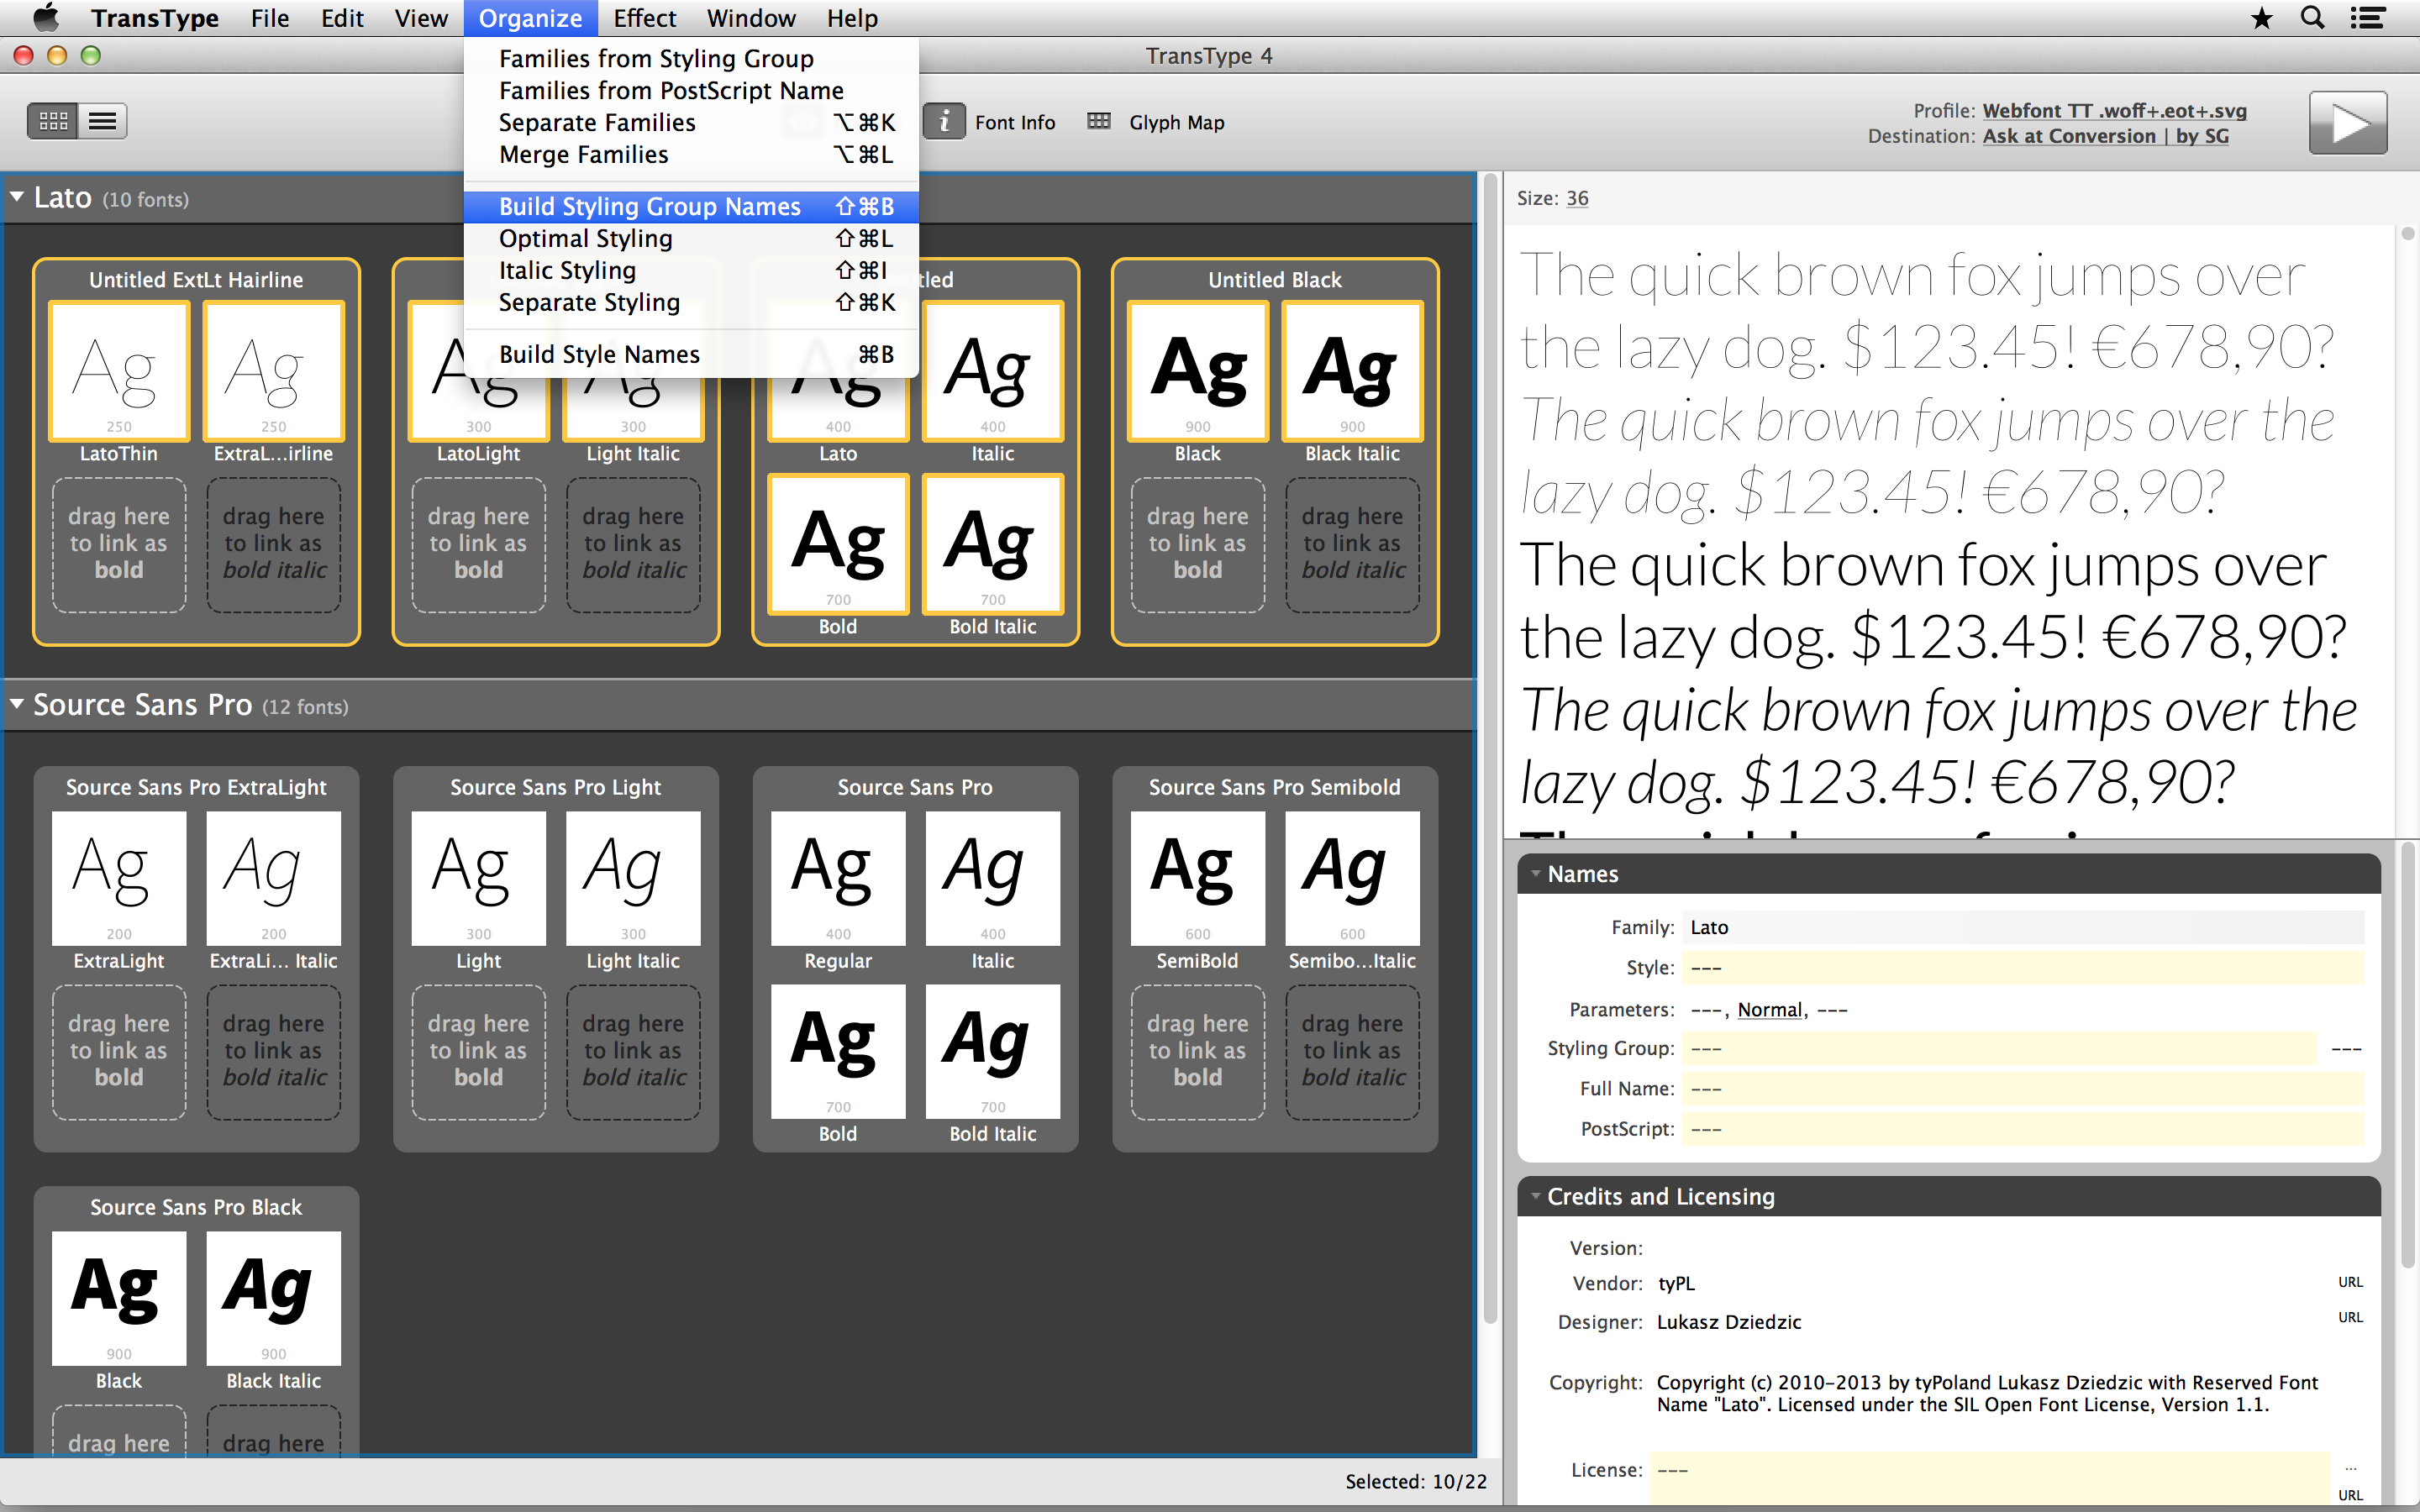 TransType File Edit View Organize Effect Window Help
TransType 4
Families from Styling Group
Families from PostScript Name
Separate Families ⌥⌘K
Merge Families ⌥⌘L
Build Styling Group Names ⇧⌘B
Optimal Styling ⇧⌘L
Italic Styling ⇧⌘I
Separate Styling ⇧⌘K
Build Style Names ⌘B
i Font Info Glyph Map
Profile: Webfont TT .woff+.eot+.svg
Destination: Ask at Conversion | by SG
Lato (10 fonts)
Untitled ExtLt Hairline
Ag Ag
250 250
LatoThin ExtraL...irline
drag here to link as bold
drag here to link as bold italic
Ag Ag
300 300
LatoLight Light Italic
drag here to link as bold
drag here to link as bold italic
Ag Ag
400 400
Lato Italic
Ag Ag
700 700
Bold Bold Italic
Untitled Black
Ag Ag
900 900
Black Black Italic
drag here to link as bold
drag here to link as bold italic
Source Sans Pro (12 fonts)
Source Sans Pro ExtraLight
Ag Ag
200 200
ExtraLight ExtraLi... Italic
drag here to link as bold
drag here to link as bold italic
Source Sans Pro Light
Ag Ag
300 300
Light Light Italic
drag here to link as bold
drag here to link as bold italic
Source Sans Pro
Ag Ag
400 400
Regular Italic
Ag Ag
700 700
Bold Bold Italic
Source Sans Pro Semibold
Ag Ag
600 600
SemiBold Semibo...Italic
drag here to link as bold
drag here to link as bold italic
Source Sans Pro Black
Ag Ag
900 900
Black Black Italic
drag here drag here
Selected: 10/22
Size: 36
The quick brown fox jumps over
the lazy dog. $123.45! €678,90?
The quick brown fox jumps over the
lazy dog. $123.45! €678,90?
The quick brown fox jumps over
the lazy dog. $123.45! €678,90?
The quick brown fox jumps over the
lazy dog. $123.45! €678,90?
Names
Family: Lato
Style: ---
Parameters: ---, Normal, ---
Styling Group: --- ---
Full Name: ---
PostScript: ---
Credits and Licensing
Version:
Vendor: tyPL URL
Designer: Lukasz Dziedzic URL
Copyright: Copyright (c) 2010-2013 by tyPoland Lukasz Dziedzic with Reserved Font
Name "Lato". Licensed under the SIL Open Font License, Version 1.1.
License: --- ...
URL